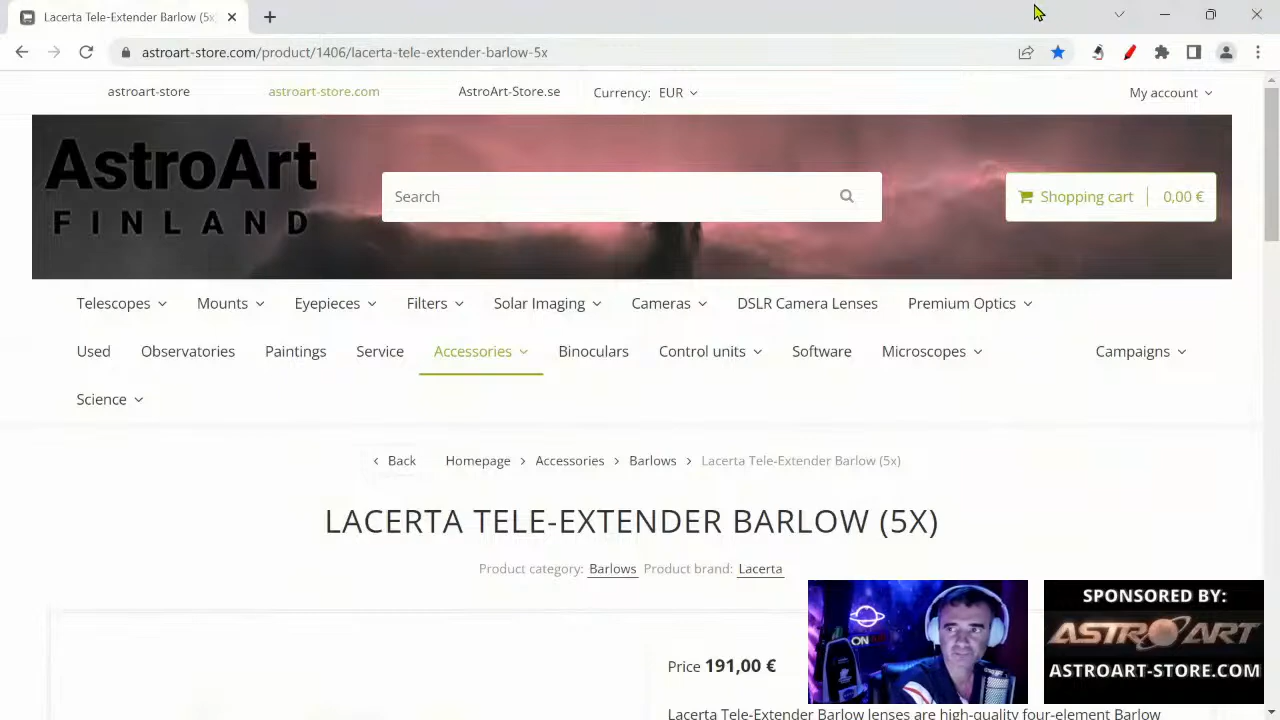 Lacerta Tele-Extender Barlow (5x
astroart-store.com/product/1406/lacerta-tele-extender-barlow-5x
astroart-store astroart-store.com AstroArt-Store.se Currency: EUR My account
AstroArt
FINLAND
Search
Shopping cart 0,00 €
Telescopes Mounts Eyepieces Filters Solar Imaging Cameras DSLR Camera Lenses Premium Optics
Used Observatories Paintings Service Accessories Binoculars Control units Software Microscopes Campaigns
Science
Back Homepage Accessories Barlows Lacerta Tele-Extender Barlow (5x)
LACERTA TELE-EXTENDER BARLOW (5X)
Product category: Barlows Product brand: Lacerta
SPONSORED BY:
ASTROART
ASTROART-STORE.COM
ON
Price 191,00 €
Lacerta Tele-Extender Barlow lenses are high-quality four-element Barlow